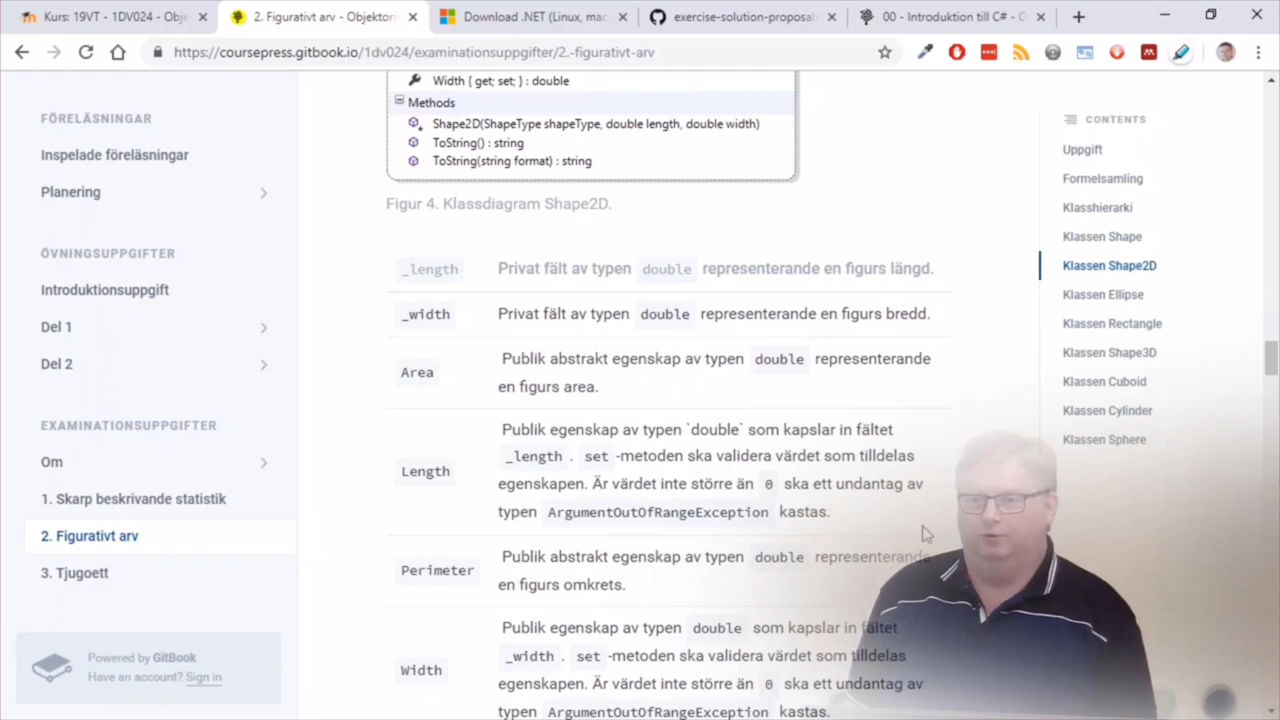 Kurs: 19VT - 1DV024 - Obje
2. Figurativt arv - Objektori
Download .NET (Linux, mac
exercise-solution-proposals
00 - Introduktion till C# - C
https://coursepress.gitbook.io/1dv024/examinationsuppgifter/2.-figurativt-arv
FÖRELÄSNINGAR
Inspelade föreläsningar
Planering
ÖVNINGSUPPGIFTER
Introduktionsuppgift
Del 1
Del 2
EXAMINATIONSUPPGIFTER
Om
1. Skarp beskrivande statistik
2. Figurativt arv
3. Tjugoett
Powered by GitBook
Have an account? Sign in
Width { get; set; } : double
Methods
Shape2D(ShapeType shapeType, double length, double width)
ToString() : string
ToString(string format) : string
Figur 4. Klassdiagram Shape2D.
_length Privat fält av typen double representerande en figurs längd.
_width Privat fält av typen double representerande en figurs bredd.
Area Publik abstrakt egenskap av typen double representerande
en figurs area.
Publik egenskap av typen `double` som kapslar in fältet
_length . set -metoden ska validera värdet som tilldelas
Length
egenskapen. Är värdet inte större än 0 ska ett undantag av
typen ArgumentOutOfRangeException kastas.
Perimeter Publik abstrakt egenskap av typen double representerande
en figurs omkrets.
Publik egenskap av typen double som kapslar in fältet
_width . set -metoden ska validera värdet som tilldelas
Width
egenskapen. Är värdet inte större än 0 ska ett undantag av
typen ArgumentOutOfRangeException kastas.
CONTENTS
Uppgift
Formelsamling
Klasshierarki
Klassen Shape
Klassen Shape2D
Klassen Ellipse
Klassen Rectangle
Klassen Shape3D
Klassen Cuboid
Klassen Cylinder
Klassen Sphere